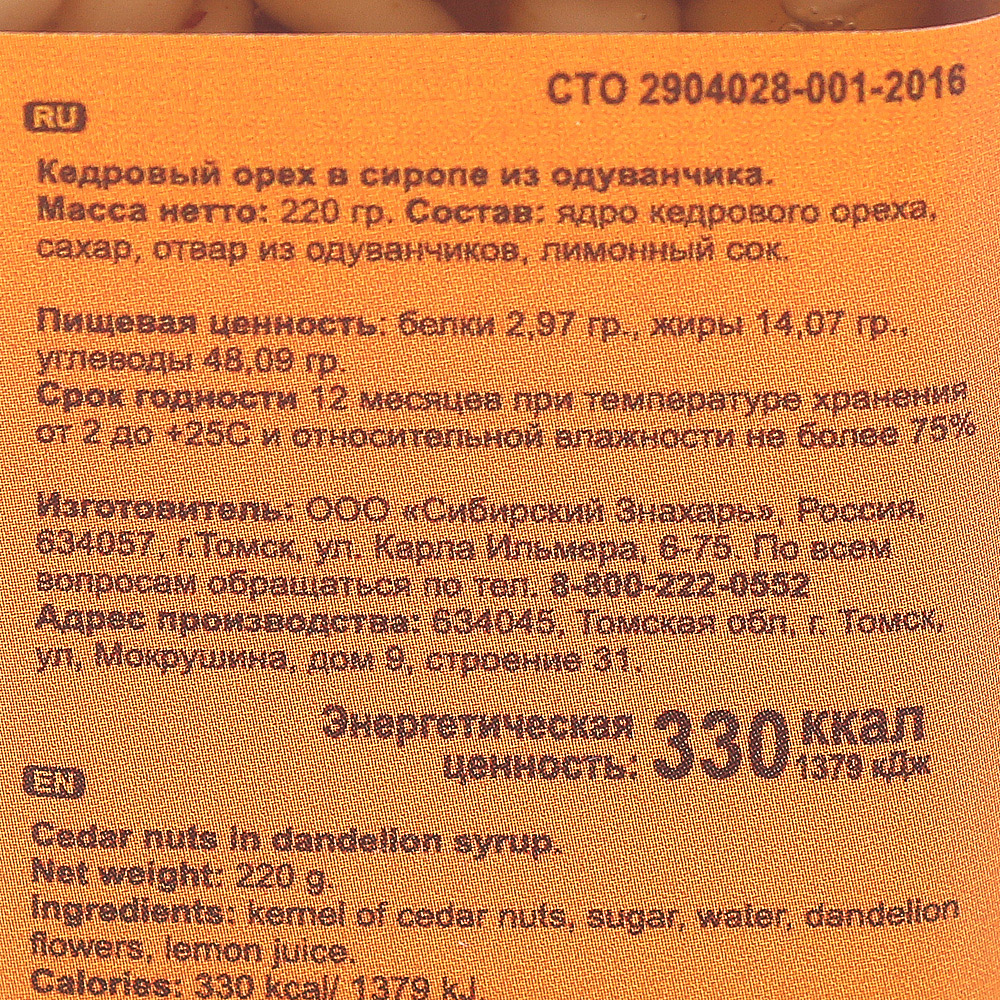 СТО 2904028-001-2016
RU
Кедровый орех в сиропе из одуванчика.
Масса нетто: 220 гр. Состав: ядро кедрового ореха,
сахар, отвар из одуванчиков, лимонный сок.
Пищевая ценность: белки 2,97 гр., жиры 14,07 гр.,
углеводы 48,09 гр.
Срок годности 12 месяцев при температуре хранения
от 2 до +25С и относительной влажности не более 75%
Изготовитель: ООО «Сибирский Знахарь», Россия,
634057, г.Томск, ул. Карла Ильмера, 6-75. По всем
вопросам обращаться по тел. 8-800-222-0552
Адрес производства: 634045, Томская обл, г. Томск,
ул, Мокрушина, дом 9, строение 31.
Энергетическая
ценность: 330 ккал
1379 кДж
EN
Cedar nuts in dandelion syrup.
Net weight: 220 g.
Ingredients: kernel of cedar nuts, sugar, water, dandelion
flowers, lemon juice.
Calories: 330 kcal/ 1379 kJ.